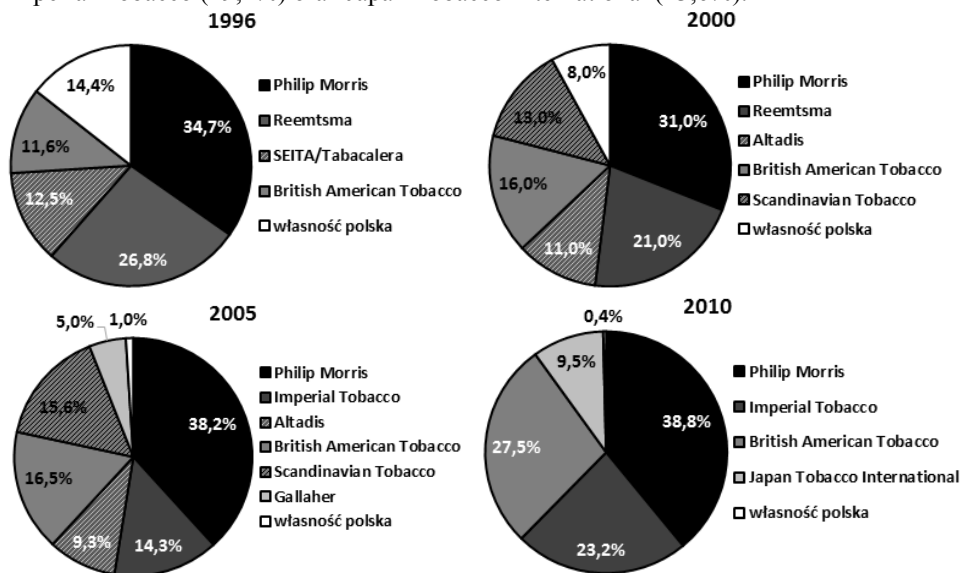 1996
14,4%
34,7%
11,6%
12,5%
26,8%
Philip Morris
Reemtsma
SEITA/Tabacalera
British American Tobacco
własność polska
2000
8,0%
31,0%
13,0%
16,0%
11,0%
21,0%
Philip Morris
Reemtsma
Altadis
British American Tobacco
Scandinavian Tobacco
własność polska
2005
5,0% 1,0%
38,2%
15,6%
16,5%
9,3%
14,3%
Philip Morris
Imperial Tobacco
Altadis
British American Tobacco
Scandinavian Tobacco
Gallaher
własność polska
2010
0,4%
9,5%
38,8%
27,5%
23,2%
Philip Morris
Imperial Tobacco
British American Tobacco
Japan Tobacco International
własność polska